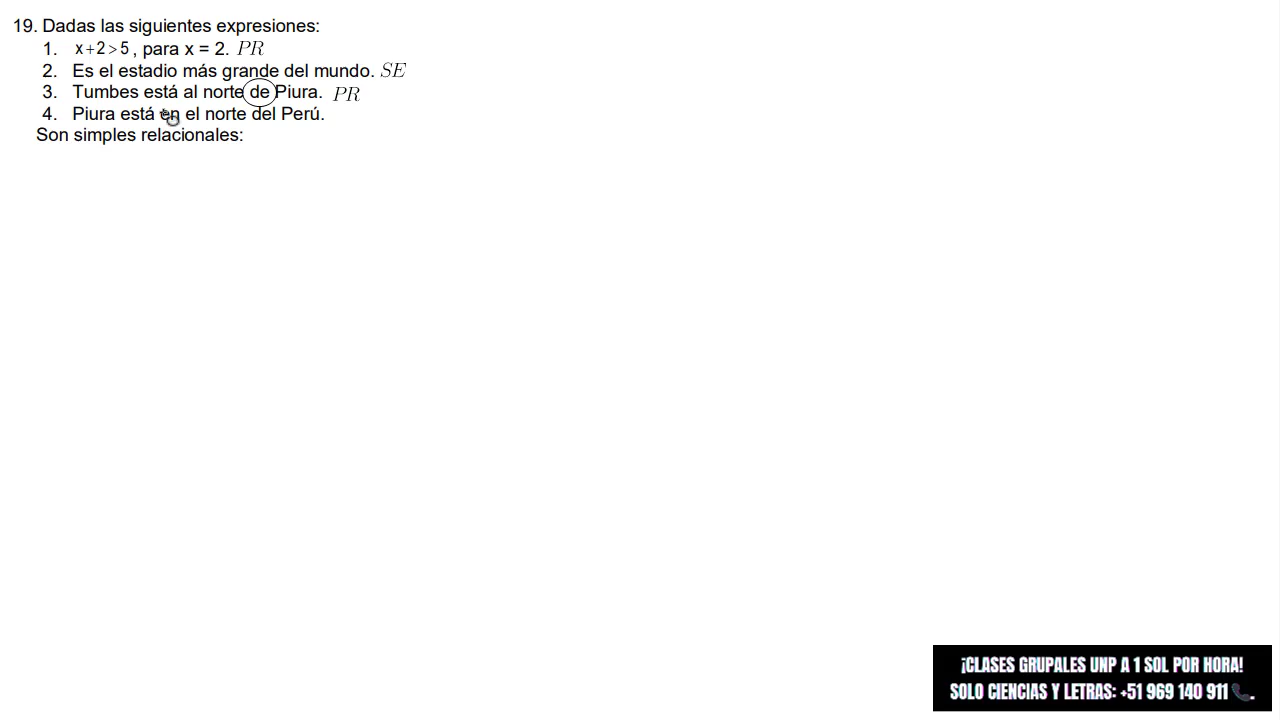 19. Dadas las siguientes expresiones:
1. x+2>5, para x = 2. PR
2. Es el estadio más grande del mundo. SE
3. Tumbes está al norte de Piura. PR
4. Piura está en el norte del Perú.
Son simples relacionales:
¡CLASES GRUPALES UNP A 1 SOL POR HORA!
SOLO CIENCIAS Y LETRAS: +51 969 140 911 📞.